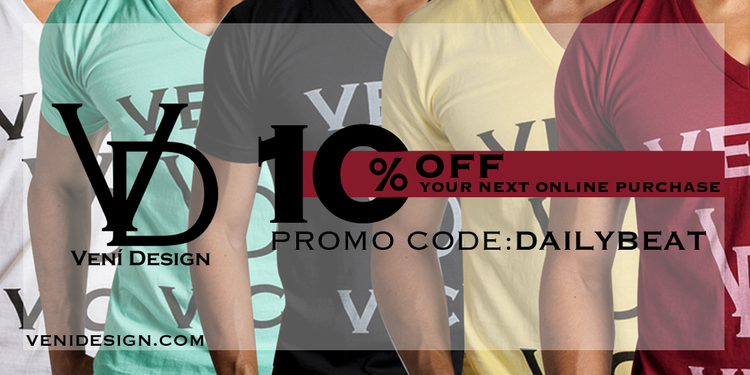 VD
Vení Design
10% OFF
YOUR NEXT ONLINE PURCHASE
PROMO CODE:DAILYBEAT
VENIDESIGN.COM